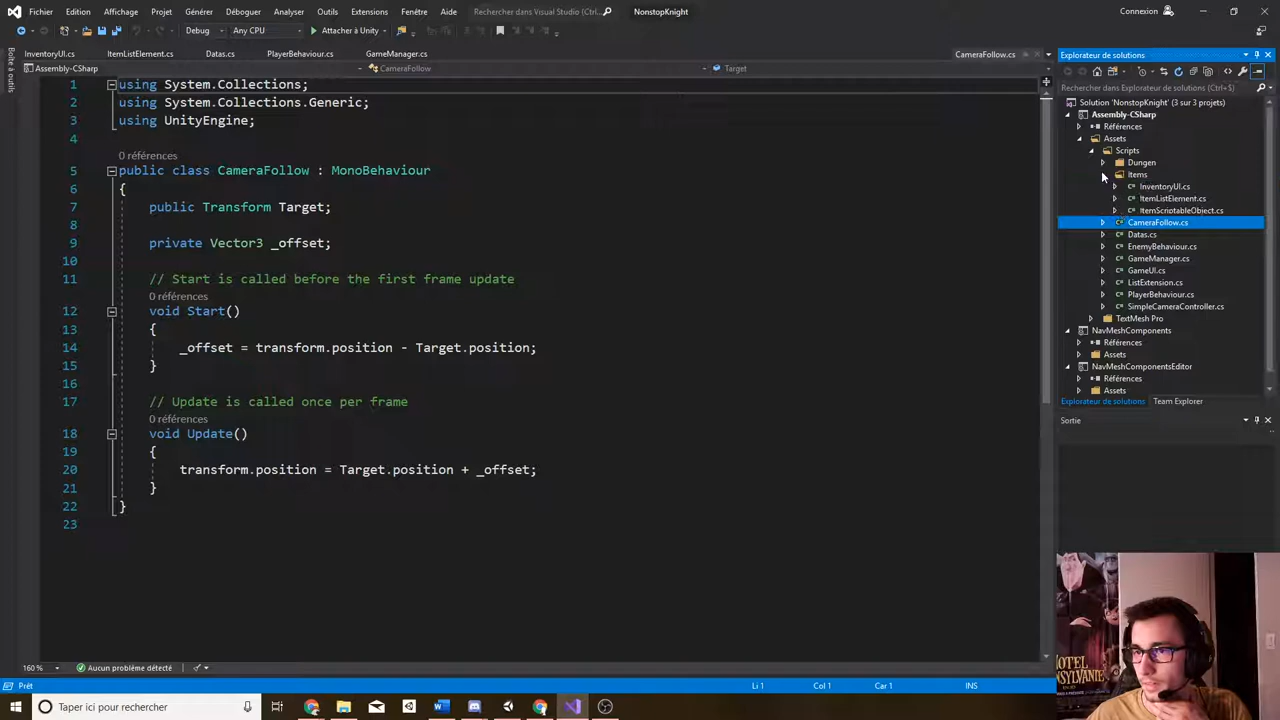 Fichier Edition Affichage Projet Générer Déboguer Analyser Outils Extensions Fenêtre Aide Rechercher dans Visual Studio NonstopKnight Connexion
Debug Any CPU Attacher à Unity
Boîte à outils
InventoryUI.cs ItemListElement.cs Datas.cs PlayerBehaviour.cs GameManager.cs CameraFollow.cs
Assembly-CSharp CameraFollow Target
1 using System.Collections;
2 using System.Collections.Generic;
3 using UnityEngine;
4
0 références
5 public class CameraFollow : MonoBehaviour
6 {
7 public Transform Target;
8
9 private Vector3 _offset;
10
11 // Start is called before the first frame update
0 références
12 void Start()
13 {
14 _offset = transform.position - Target.position;
15 }
16
17 // Update is called once per frame
0 références
18 void Update()
19 {
20 transform.position = Target.position + _offset;
21 }
22 }
23
160 % Aucun problème détecté
Explorateur de solutions
Rechercher dans Explorateur de solutions (Ctrl+$)
Solution 'NonstopKnight' (3 sur 3 projets)
Assembly-CSharp
Références
Assets
Scripts
Dungen
Items
InventoryUI.cs
ItemListElement.cs
ItemScriptableObject.cs
CameraFollow.cs
Datas.cs
EnemyBehaviour.cs
GameManager.cs
GameUI.cs
ListExtension.cs
PlayerBehaviour.cs
SimpleCameraController.cs
TextMesh Pro
NavMeshComponents
Références
Assets
NavMeshComponentsEditor
Références
Assets
Explorateur de solutions Team Explorer
Sortie
HOTEL
Prêt Li 1 Col 1 Car 1 INS
Taper ici pour rechercher